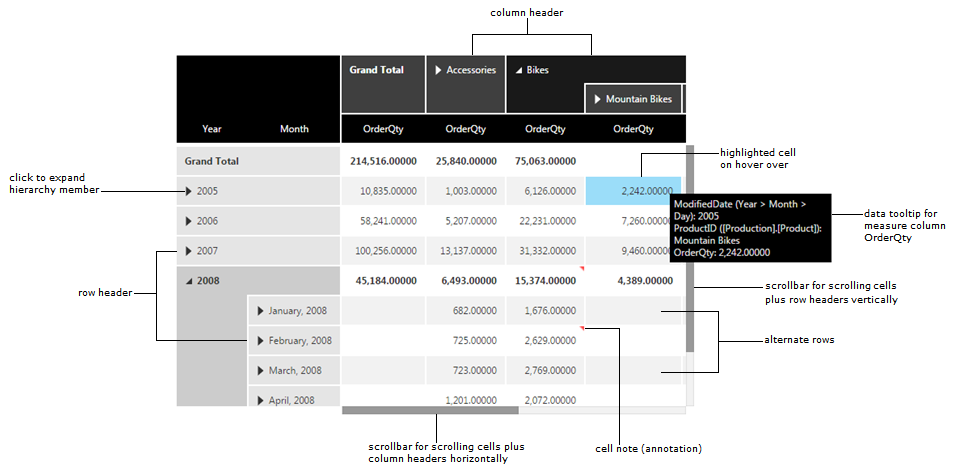 column header
Grand Total Accessories Bikes
Mountain Bikes
Year Month OrderQty OrderQty OrderQty OrderQty
Grand Total 214,516.00000 25,840.00000 75,063.00000
highlighted cell
on hover over
click to expand
hierarchy member
2005 10,835.00000 1,003.00000 6,126.00000 2,242.00000
ModifiedDate (Year > Month >
Day): 2005
ProductID ([Production].[Product]):
Mountain Bikes
OrderQty: 2,242.00000
data tooltip for
measure column
OrderQty
2006 58,241.00000 5,207.00000 22,231.00000 7,260.00000
2007 100,256.00000 13,137.00000 31,332.00000 9,460.00000
row header
2008 45,184.00000 6,493.00000 15,374.00000 4,389.00000
scrollbar for scrolling cells
plus row headers vertically
January, 2008 682.00000 1,676.00000
February, 2008 725.00000 2,629.00000
alternate rows
March, 2008 723.00000 2,769.00000
April, 2008 1,201.00000 2,072.00000
scrollbar for scrolling cells plus
column headers horizontally
cell note (annotation)